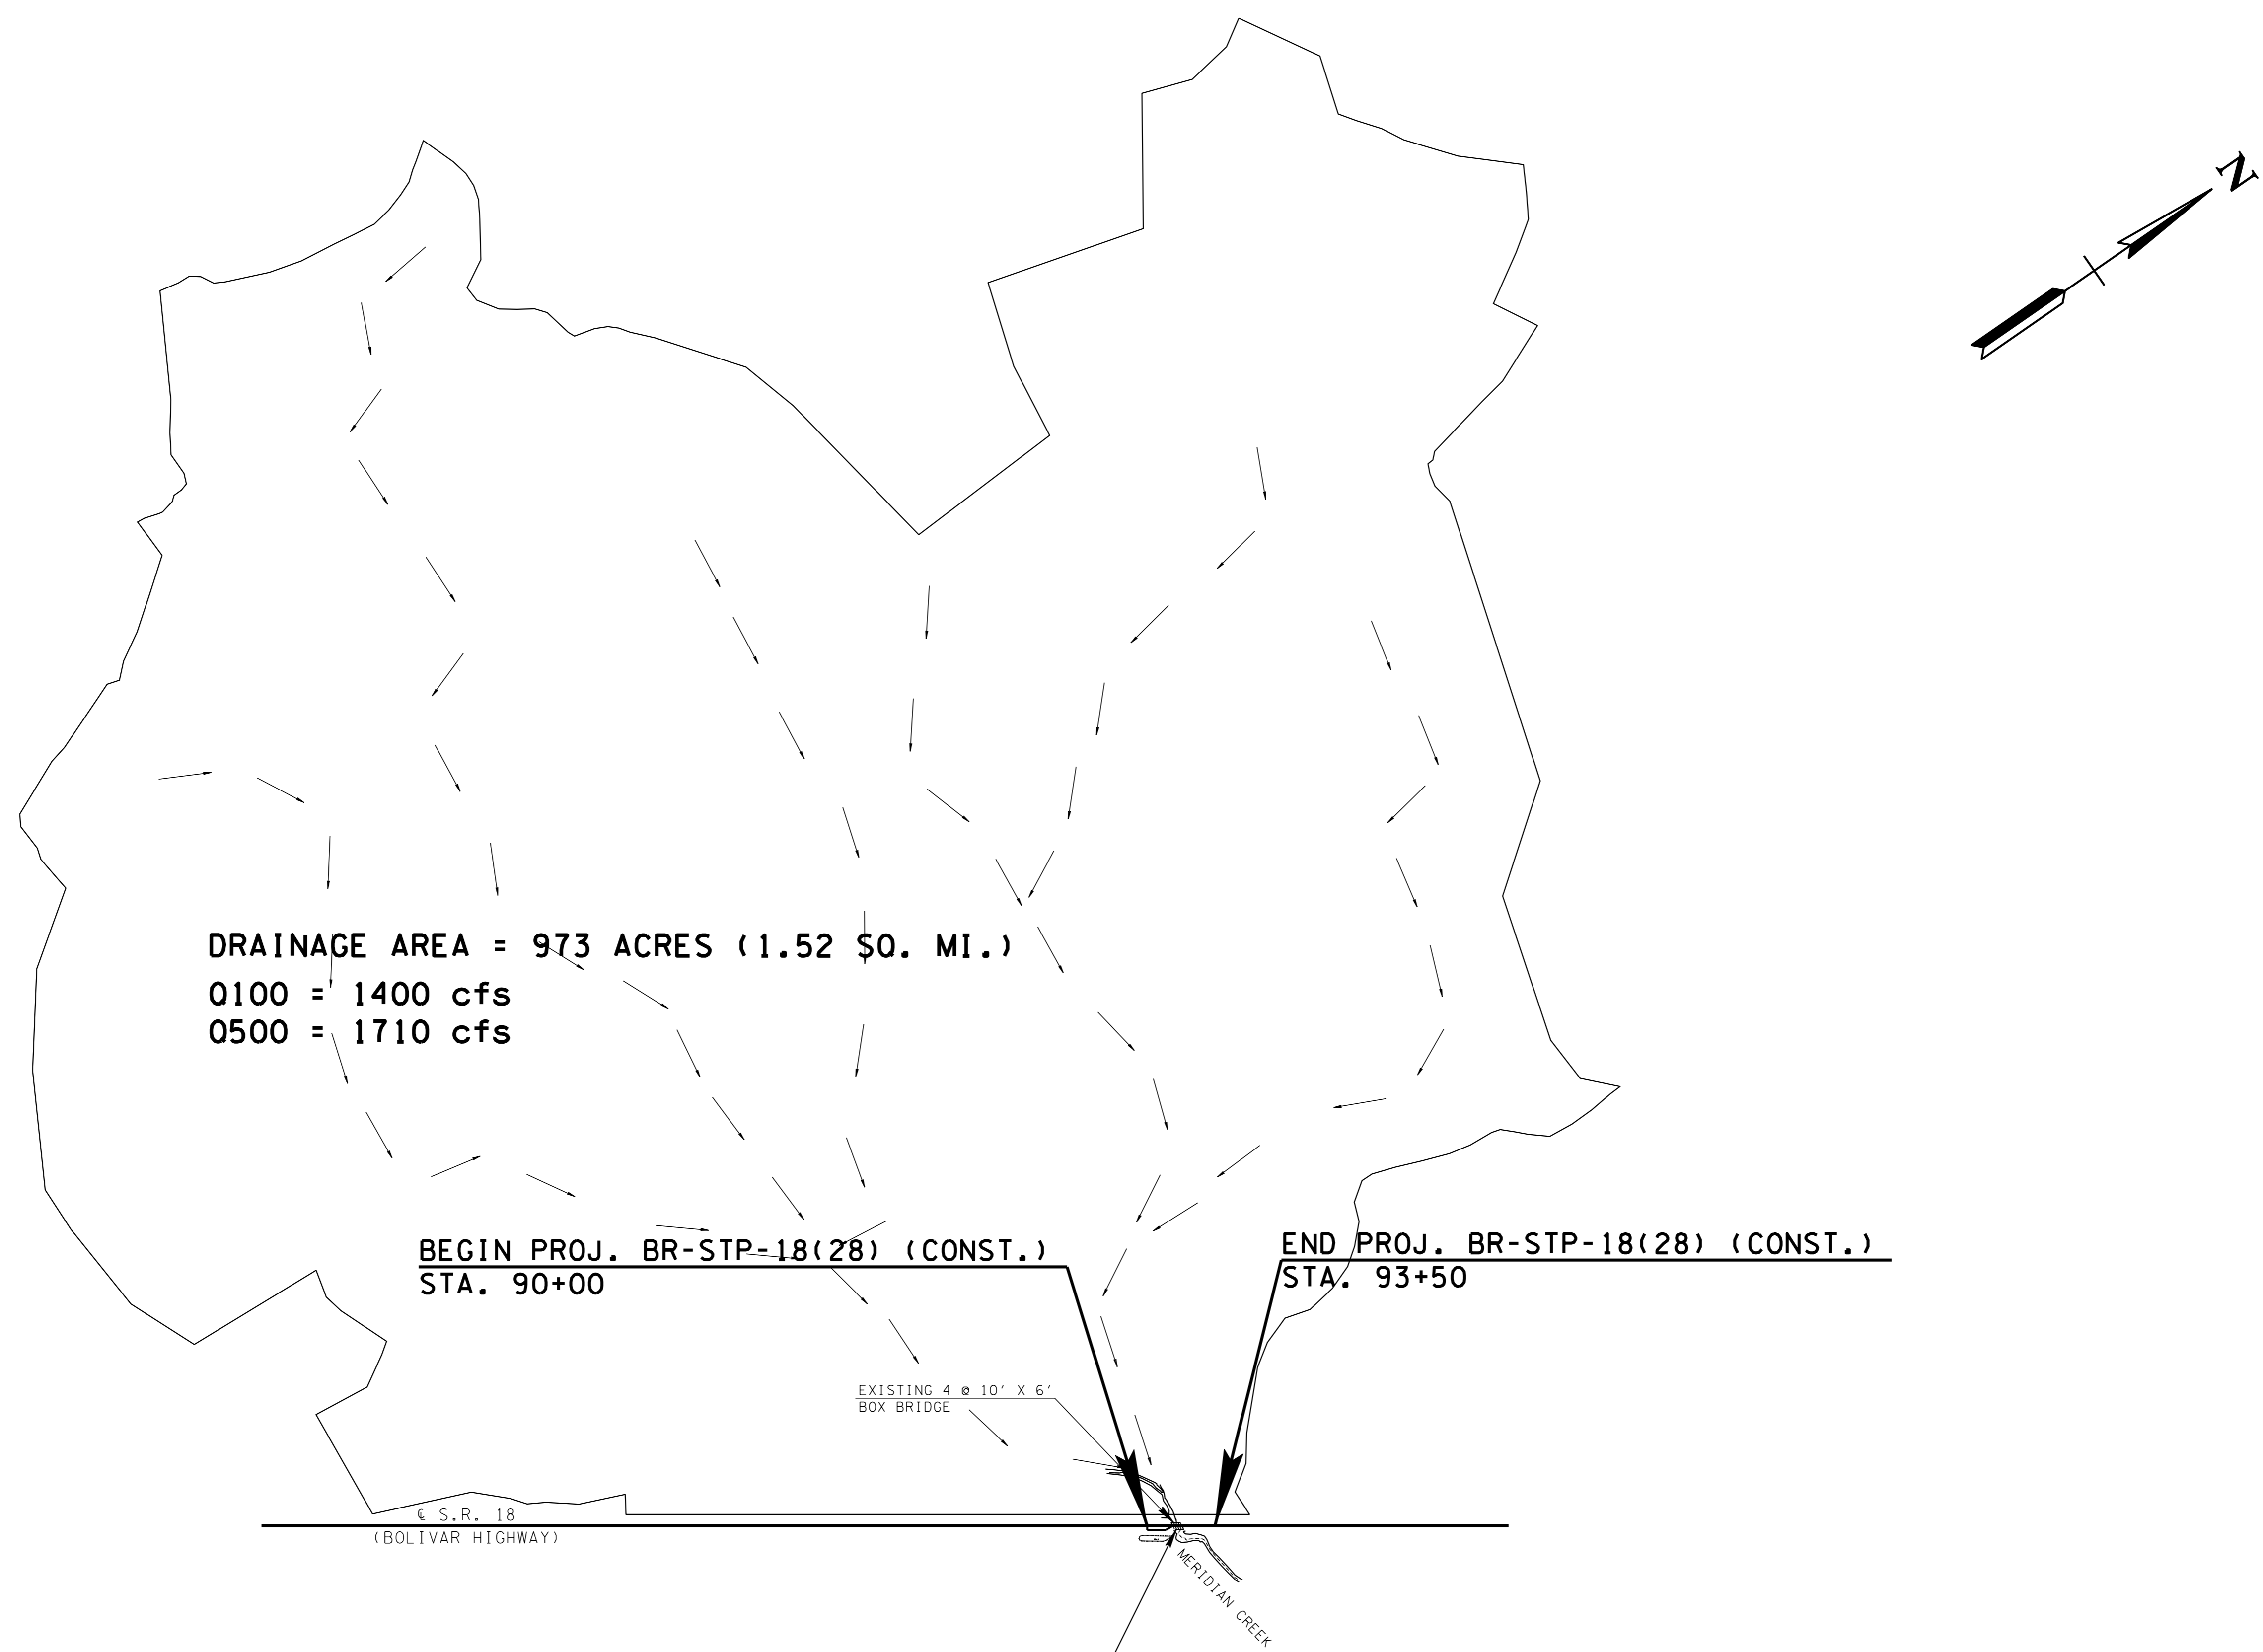 N
DRAINAGE AREA = 973 ACRES (1.52 SQ. MI.)
Q100 = 1400 cfs
Q500 = 1710 cfs
BEGIN PROJ. BR-STP-18(28) (CONST.)
STA. 90+00
END PROJ. BR-STP-18(28) (CONST.)
STA. 93+50
EXISTING 4 @ 10' X 6'
BOX BRIDGE
℄ S.R. 18
(BOLIVAR HIGHWAY)
MERIDIAN CREEK